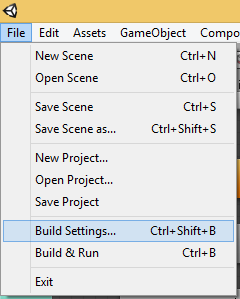 File Edit Assets GameObject Compo
New Scene Ctrl+N
Open Scene Ctrl+O
Save Scene Ctrl+S
Save Scene as... Ctrl+Shift+S
New Project...
Open Project...
Save Project
Build Settings... Ctrl+Shift+B
Build & Run Ctrl+B
Exit